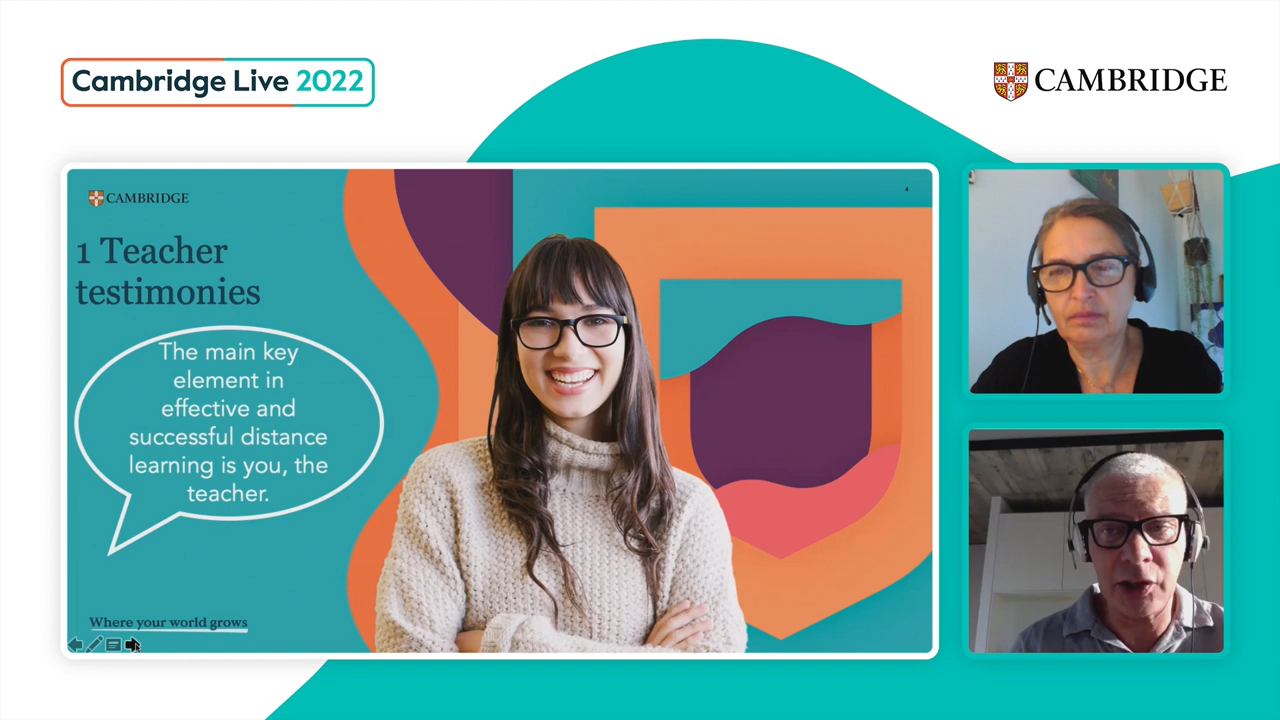 Cambridge Live 2022
CAMBRIDGE
CAMBRIDGE
4
1 Teacher
testimonies
The main key
element in
effective and
successful distance
learning is you, the
teacher.
Where your world grows